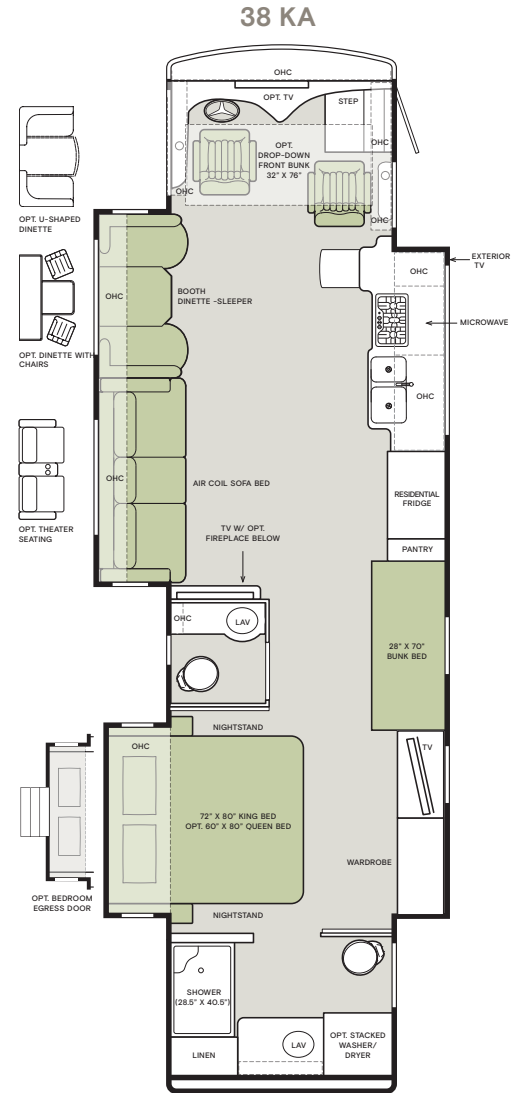 38 KA
OHC
OPT. TV
STEP
OPT.
DROP-DOWN
FRONT BUNK
32" X 76"
OHC
OHC
OHC
OPT. U-SHAPED
DINETTE
EXTERIOR
TV
OHC
BOOTH
DINETTE -SLEEPER
OHC
MICROWAVE
OPT. DINETTE WITH
CHAIRS
OHC
OHC
AIR COIL SOFA BED
RESIDENTIAL
FRIDGE
OPT. THEATER
SEATING
TV W/ OPT.
FIREPLACE BELOW
PANTRY
OHC
LAV
28" X 70"
BUNK BED
NIGHTSTAND
OHC
TV
72" X 80" KING BED
OPT. 60" X 80" QUEEN BED
WARDROBE
OPT. BEDROOM
EGRESS DOOR
NIGHTSTAND
SHOWER
(28.5" X 40.5")
LINEN
LAV
OPT. STACKED
WASHER/
DRYER